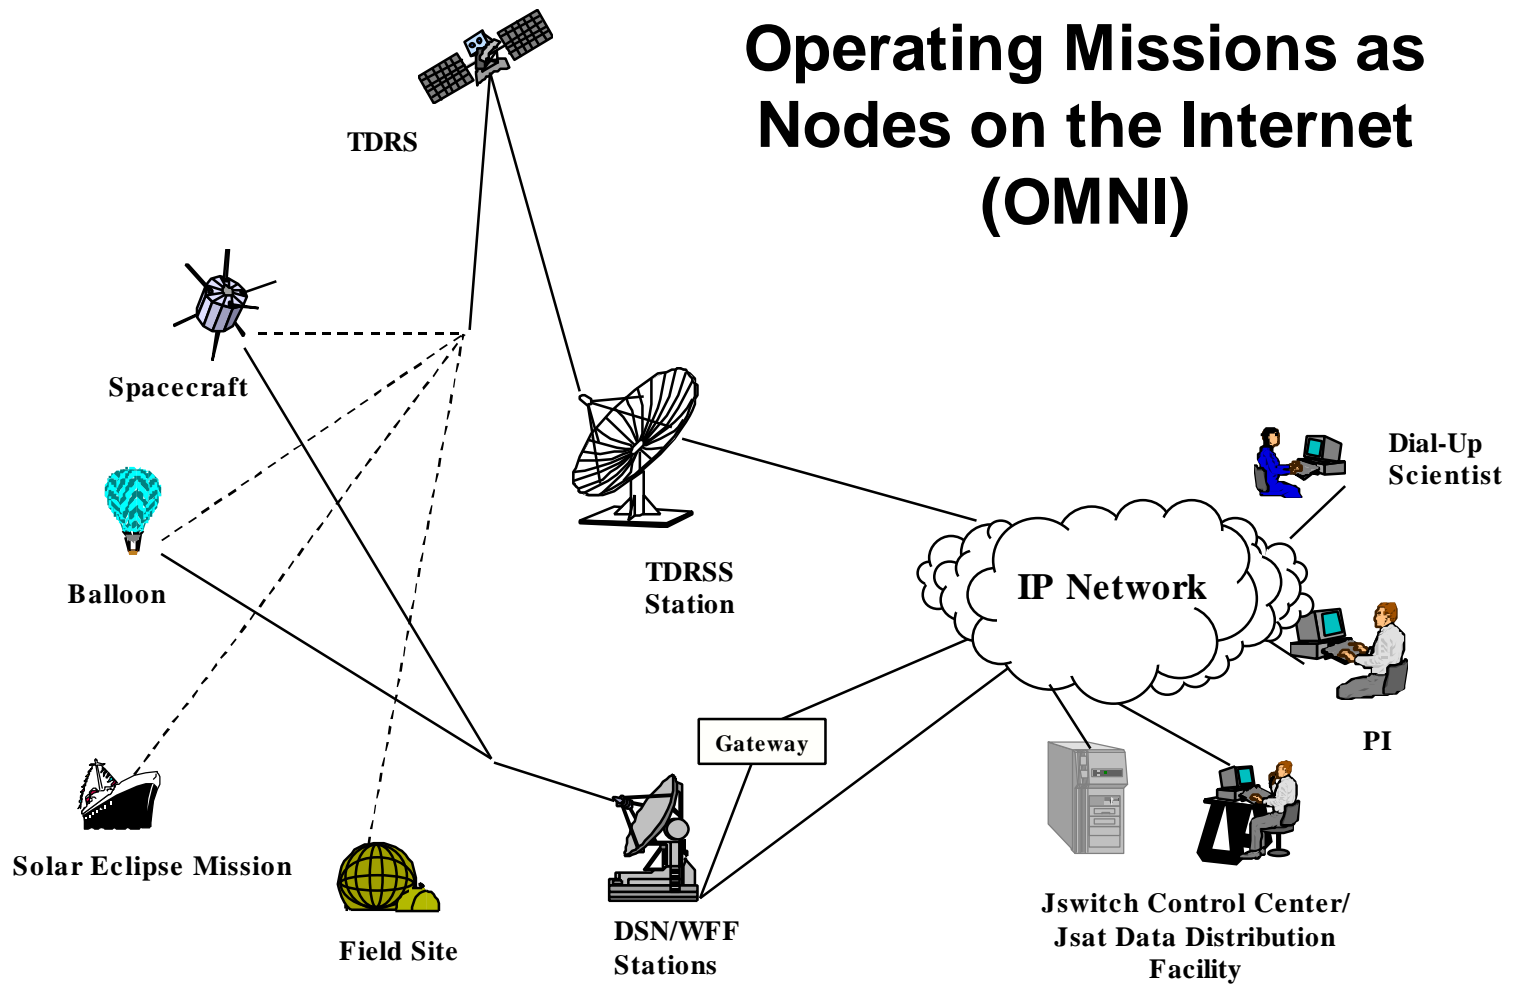 Operating Missions as
Nodes on the Internet
(OMNI)
TDRS
Spacecraft
Balloon
Solar Eclipse Mission
Field Site
TDRSS
Station
DSN/WFF
Stations
Gateway
IP Network
Dial-Up
Scientist
PI
Jswitch Control Center/
Jsat Data Distribution
Facility